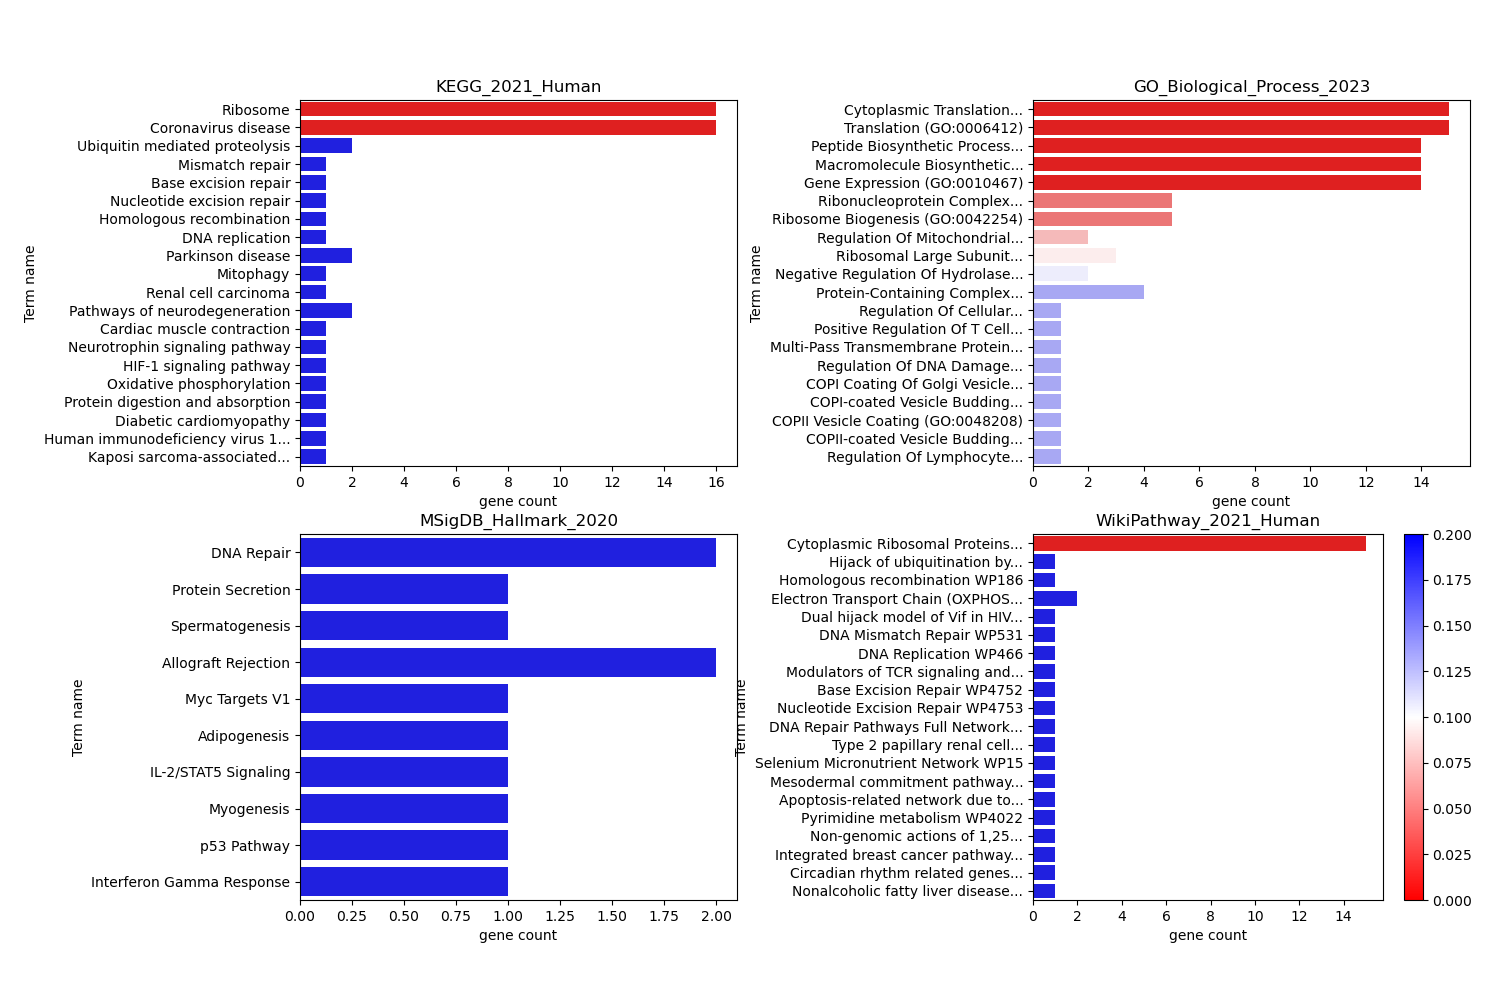 KEGG_2021_Human
Term name
Ribosome
Coronavirus disease
Ubiquitin mediated proteolysis
Mismatch repair
Base excision repair
Nucleotide excision repair
Homologous recombination
DNA replication
Parkinson disease
Mitophagy
Renal cell carcinoma
Pathways of neurodegeneration
Cardiac muscle contraction
Neurotrophin signaling pathway
HIF-1 signaling pathway
Oxidative phosphorylation
Protein digestion and absorption
Diabetic cardiomyopathy
Human immunodeficiency virus 1...
Kaposi sarcoma-associated...
0 2 4 6 8 10 12 14 16
gene count
GO_Biological_Process_2023
Term name
Cytoplasmic Translation...
Translation (GO:0006412)
Peptide Biosynthetic Process...
Macromolecule Biosynthetic...
Gene Expression (GO:0010467)
Ribonucleoprotein Complex...
Ribosome Biogenesis (GO:0042254)
Regulation Of Mitochondrial...
Ribosomal Large Subunit...
Negative Regulation Of Hydrolase...
Protein-Containing Complex...
Regulation Of Cellular...
Positive Regulation Of T Cell...
Multi-Pass Transmembrane Protein...
Regulation Of DNA Damage...
COPI Coating Of Golgi Vesicle...
COPI-coated Vesicle Budding...
COPII Vesicle Coating (GO:0048208)
COPII-coated Vesicle Budding...
Regulation Of Lymphocyte...
0 2 4 6 8 10 12 14
gene count
MSigDB_Hallmark_2020
Term name
DNA Repair
Protein Secretion
Spermatogenesis
Allograft Rejection
Myc Targets V1
Adipogenesis
IL-2/STAT5 Signaling
Myogenesis
p53 Pathway
Interferon Gamma Response
0.00 0.25 0.50 0.75 1.00 1.25 1.50 1.75 2.00
gene count
WikiPathway_2021_Human
Term name
Cytoplasmic Ribosomal Proteins...
Hijack of ubiquitination by...
Homologous recombination WP186
Electron Transport Chain (OXPHOS...
Dual hijack model of Vif in HIV...
DNA Mismatch Repair WP531
DNA Replication WP466
Modulators of TCR signaling and...
Base Excision Repair WP4752
Nucleotide Excision Repair WP4753
DNA Repair Pathways Full Network...
Type 2 papillary renal cell...
Selenium Micronutrient Network WP15
Mesodermal commitment pathway...
Apoptosis-related network due to...
Pyrimidine metabolism WP4022
Non-genomic actions of 1,25...
Integrated breast cancer pathway...
Circadian rhythm related genes...
Nonalcoholic fatty liver disease...
0 2 4 6 8 10 12 14
gene count
0.200
0.175
0.150
0.125
0.100
0.075
0.050
0.025
0.000